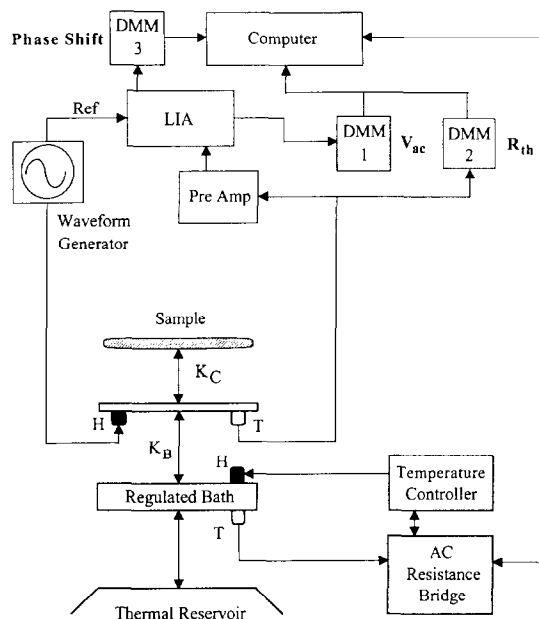 Phase Shift
DMM
3
Computer
Ref
LIA
DMM
1
V_ac
DMM
2
R_th
Pre Amp
Waveform
Generator
Sample
K_C
H
T
K_B
H
Regulated Bath
T
Temperature
Controller
AC
Resistance
Bridge
Thermal Reservoir